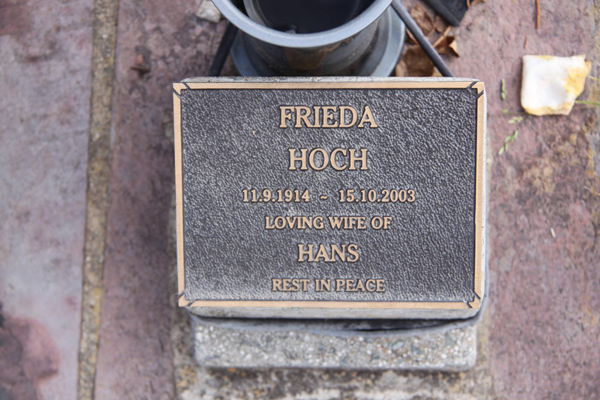 FRIEDA
HOCH
11.9.1914 ~ 15.10.2003
LOVING WIFE OF
HANS
REST IN PEACE